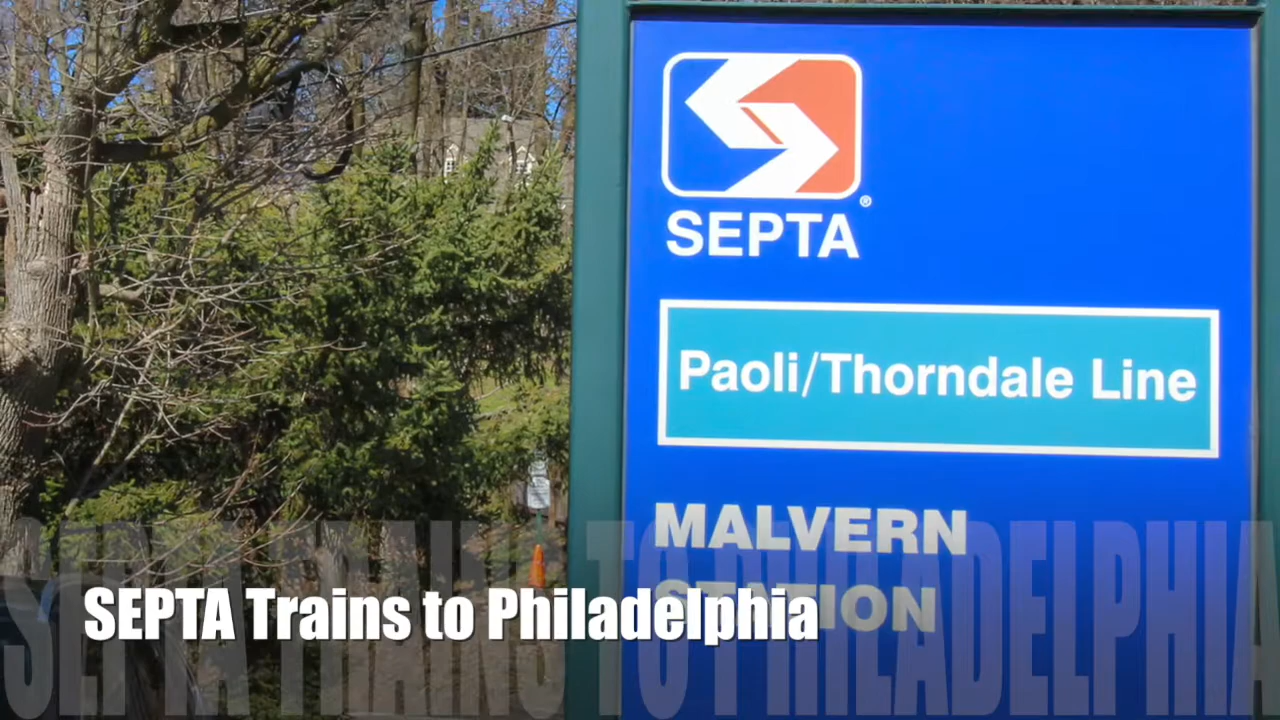 SEPTA®
Paoli/Thorndale Line
MALVERN
STATION
SEPTA Trains to Philadelphia
SEPTA TRAINS TO PHILADELPHIA